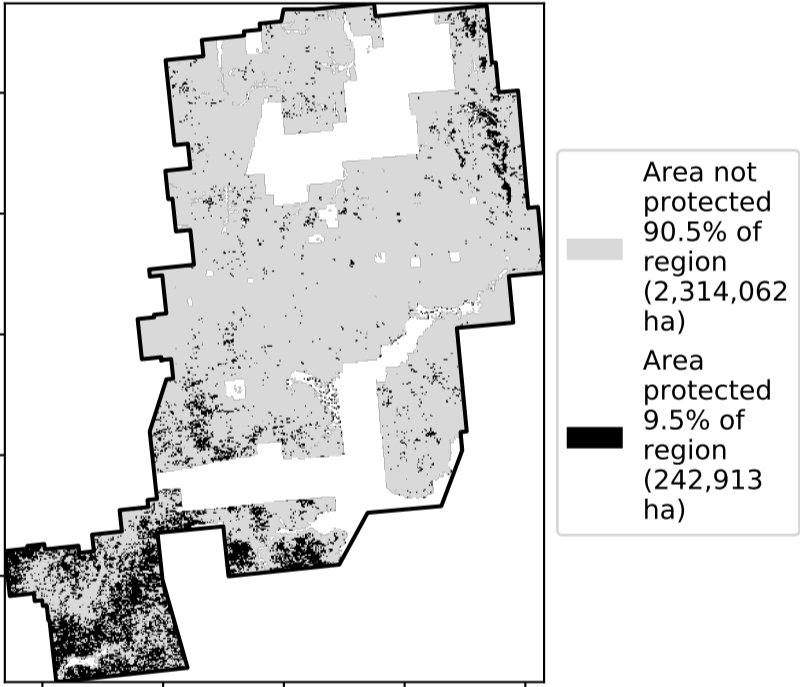 Area not
protected
90.5% of
region
(2,314,062
ha)
Area
protected
9.5% of
region
(242,913
ha)